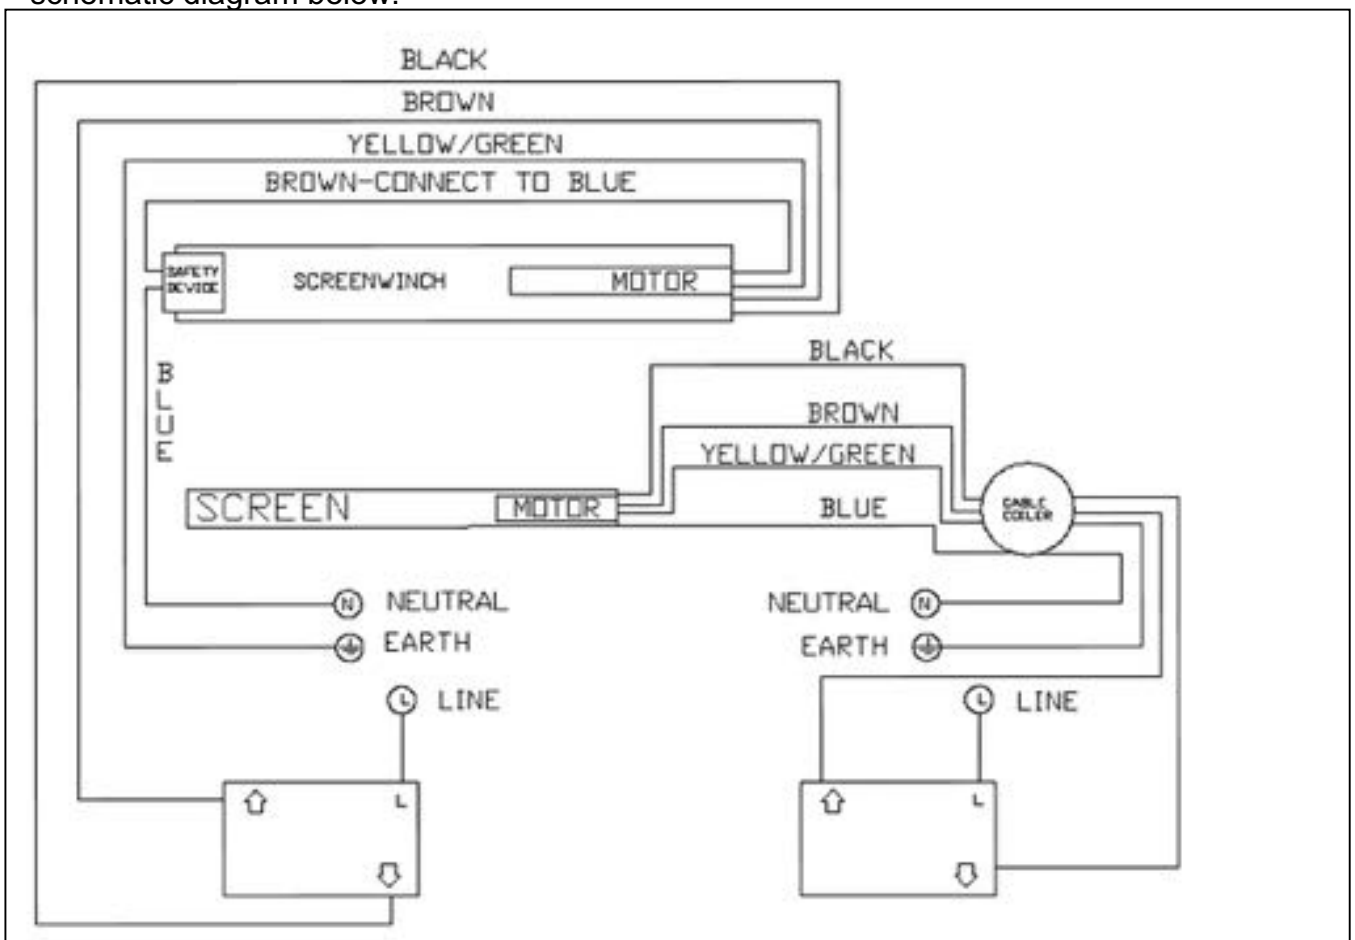 schematic diagram below.
BLACK
BROWN
YELLOW/GREEN
BROWN-CONNECT TO BLUE
SAFETY
DEVICE
SCREENWINCH
MOTOR
BLUE
BLACK
BROWN
YELLOW/GREEN
BLUE
SCREEN
MOTOR
CABLE
COILER
N NEUTRAL
EARTH
L LINE
L
NEUTRAL N
EARTH
L LINE
L